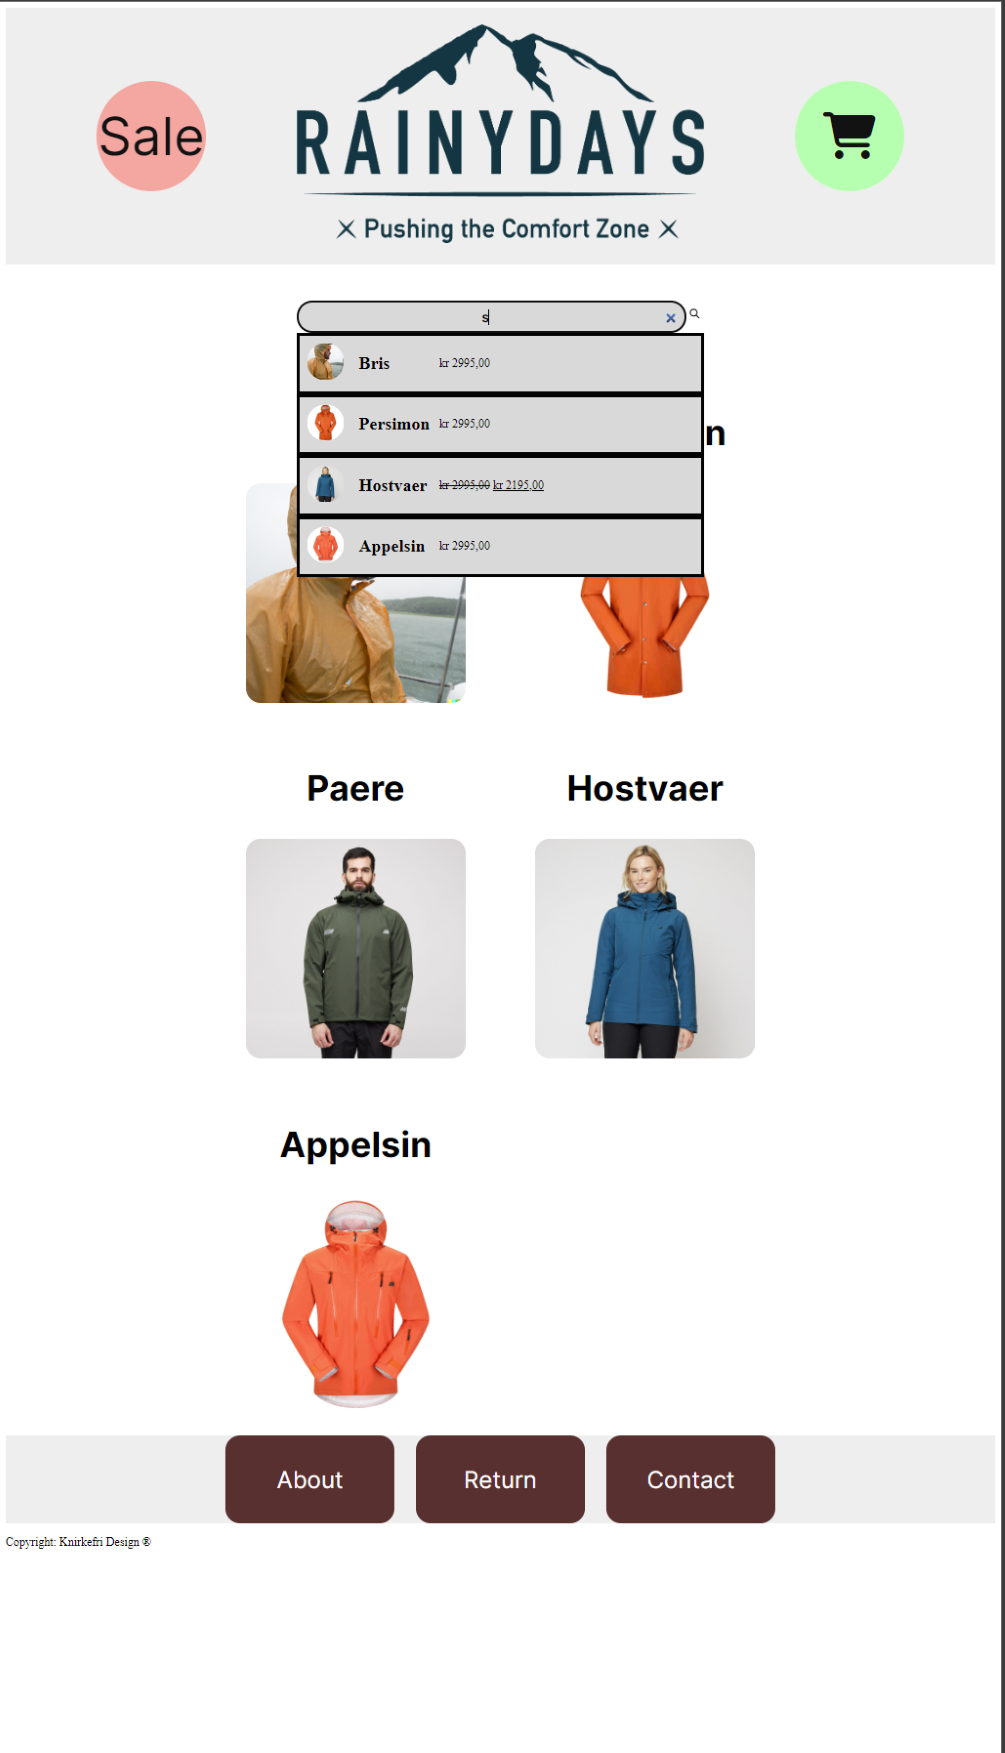 Sale
RAINYDAYS
Pushing the Comfort Zone
s
Bris kr 2995,00
Persimon kr 2995,00
Hostvaer kr 2995,00 kr 2195,00
Appelsin kr 2995,00
n
Paere Hostvaer
Appelsin
About Return Contact
Copyright: Knirkefri Design ®